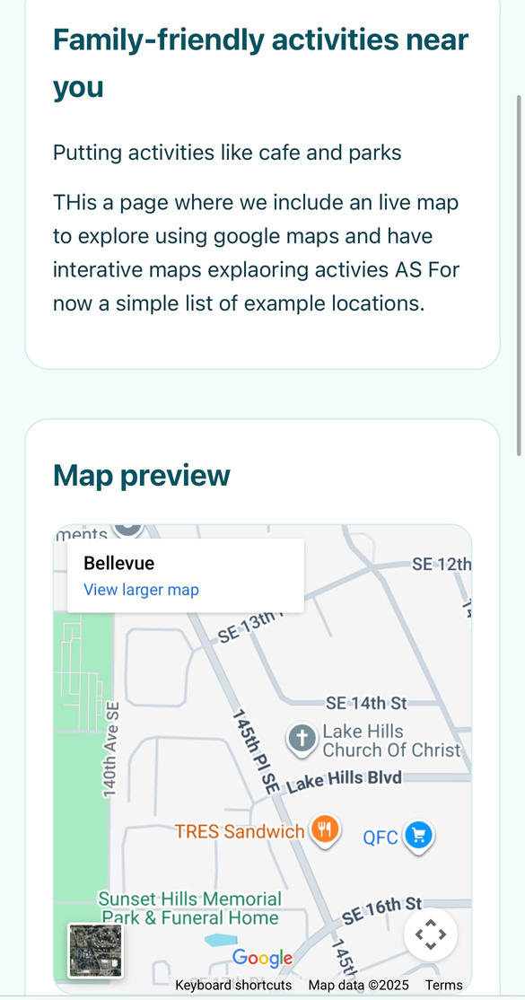 Family-friendly activities near
you
Putting activities like cafe and parks
THis a page where we include an live map
to explore using google maps and have
interative maps explaoring activies AS For
now a simple list of example locations.
Map preview
ments
Bellevue
View larger map
SE 12th
SE 13th
140th Ave SE
SE 14th St
145th Pl SE
Lake Hills
Church Of Christ
Lake Hills Blvd
TRES Sandwich
QFC
Sunset Hills Memorial
Park & Funeral Home
SE 16th St
145th
Google
SE 17th Pl
Keyboard shortcuts Map data ©2025 Terms